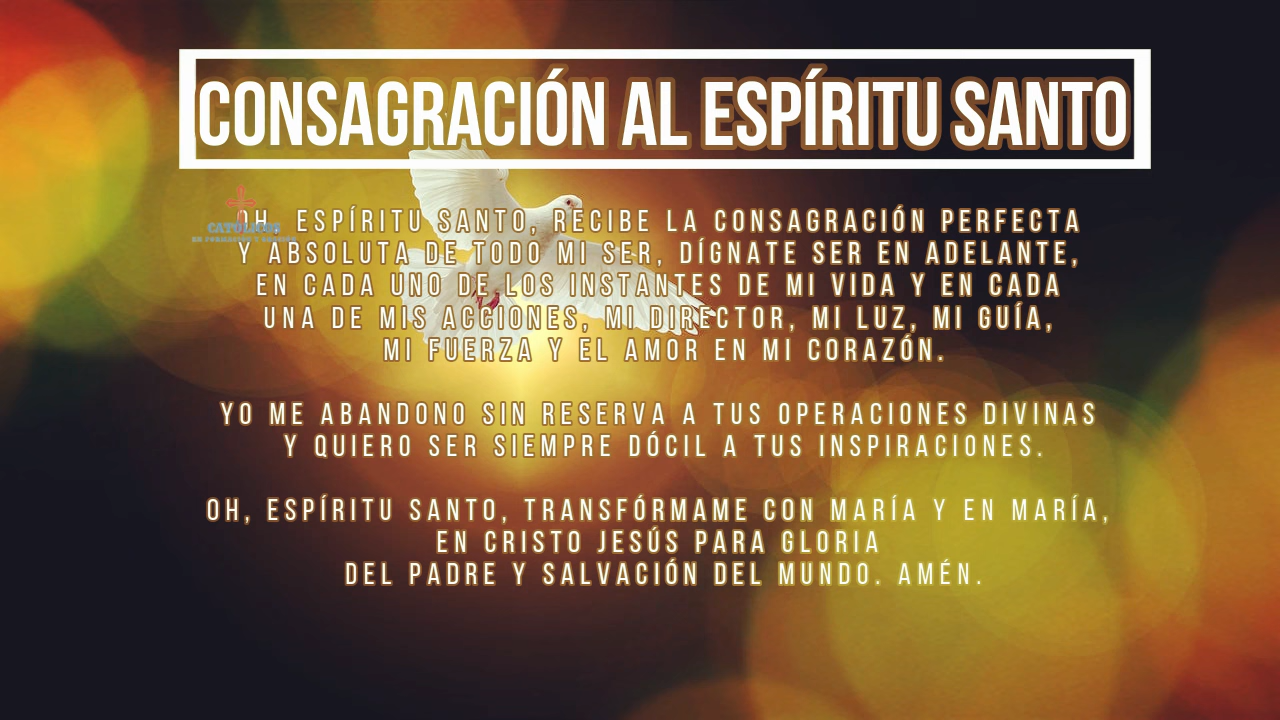 CONSAGRACIÓN AL ESPÍRITU SANTO
OH, ESPÍRITU SANTO, RECIBE LA CONSAGRACIÓN PERFECTA
CATÓLICOS
EN FORMACIÓN Y ORACIÓN
Y ABSOLUTA DE TODO MI SER, DÍGNATE SER EN ADELANTE,
EN CADA UNO DE LOS INSTANTES DE MI VIDA Y EN CADA
UNA DE MIS ACCIONES, MI DIRECTOR, MI LUZ, MI GUÍA,
MI FUERZA Y EL AMOR EN MI CORAZÓN.
YO ME ABANDONO SIN RESERVA A TUS OPERACIONES DIVINAS
Y QUIERO SER SIEMPRE DÓCIL A TUS INSPIRACIONES.
OH, ESPÍRITU SANTO, TRANSFÓRMAME CON MARÍA Y EN MARÍA,
EN CRISTO JESÚS PARA GLORIA
DEL PADRE Y SALVACIÓN DEL MUNDO. AMÉN.